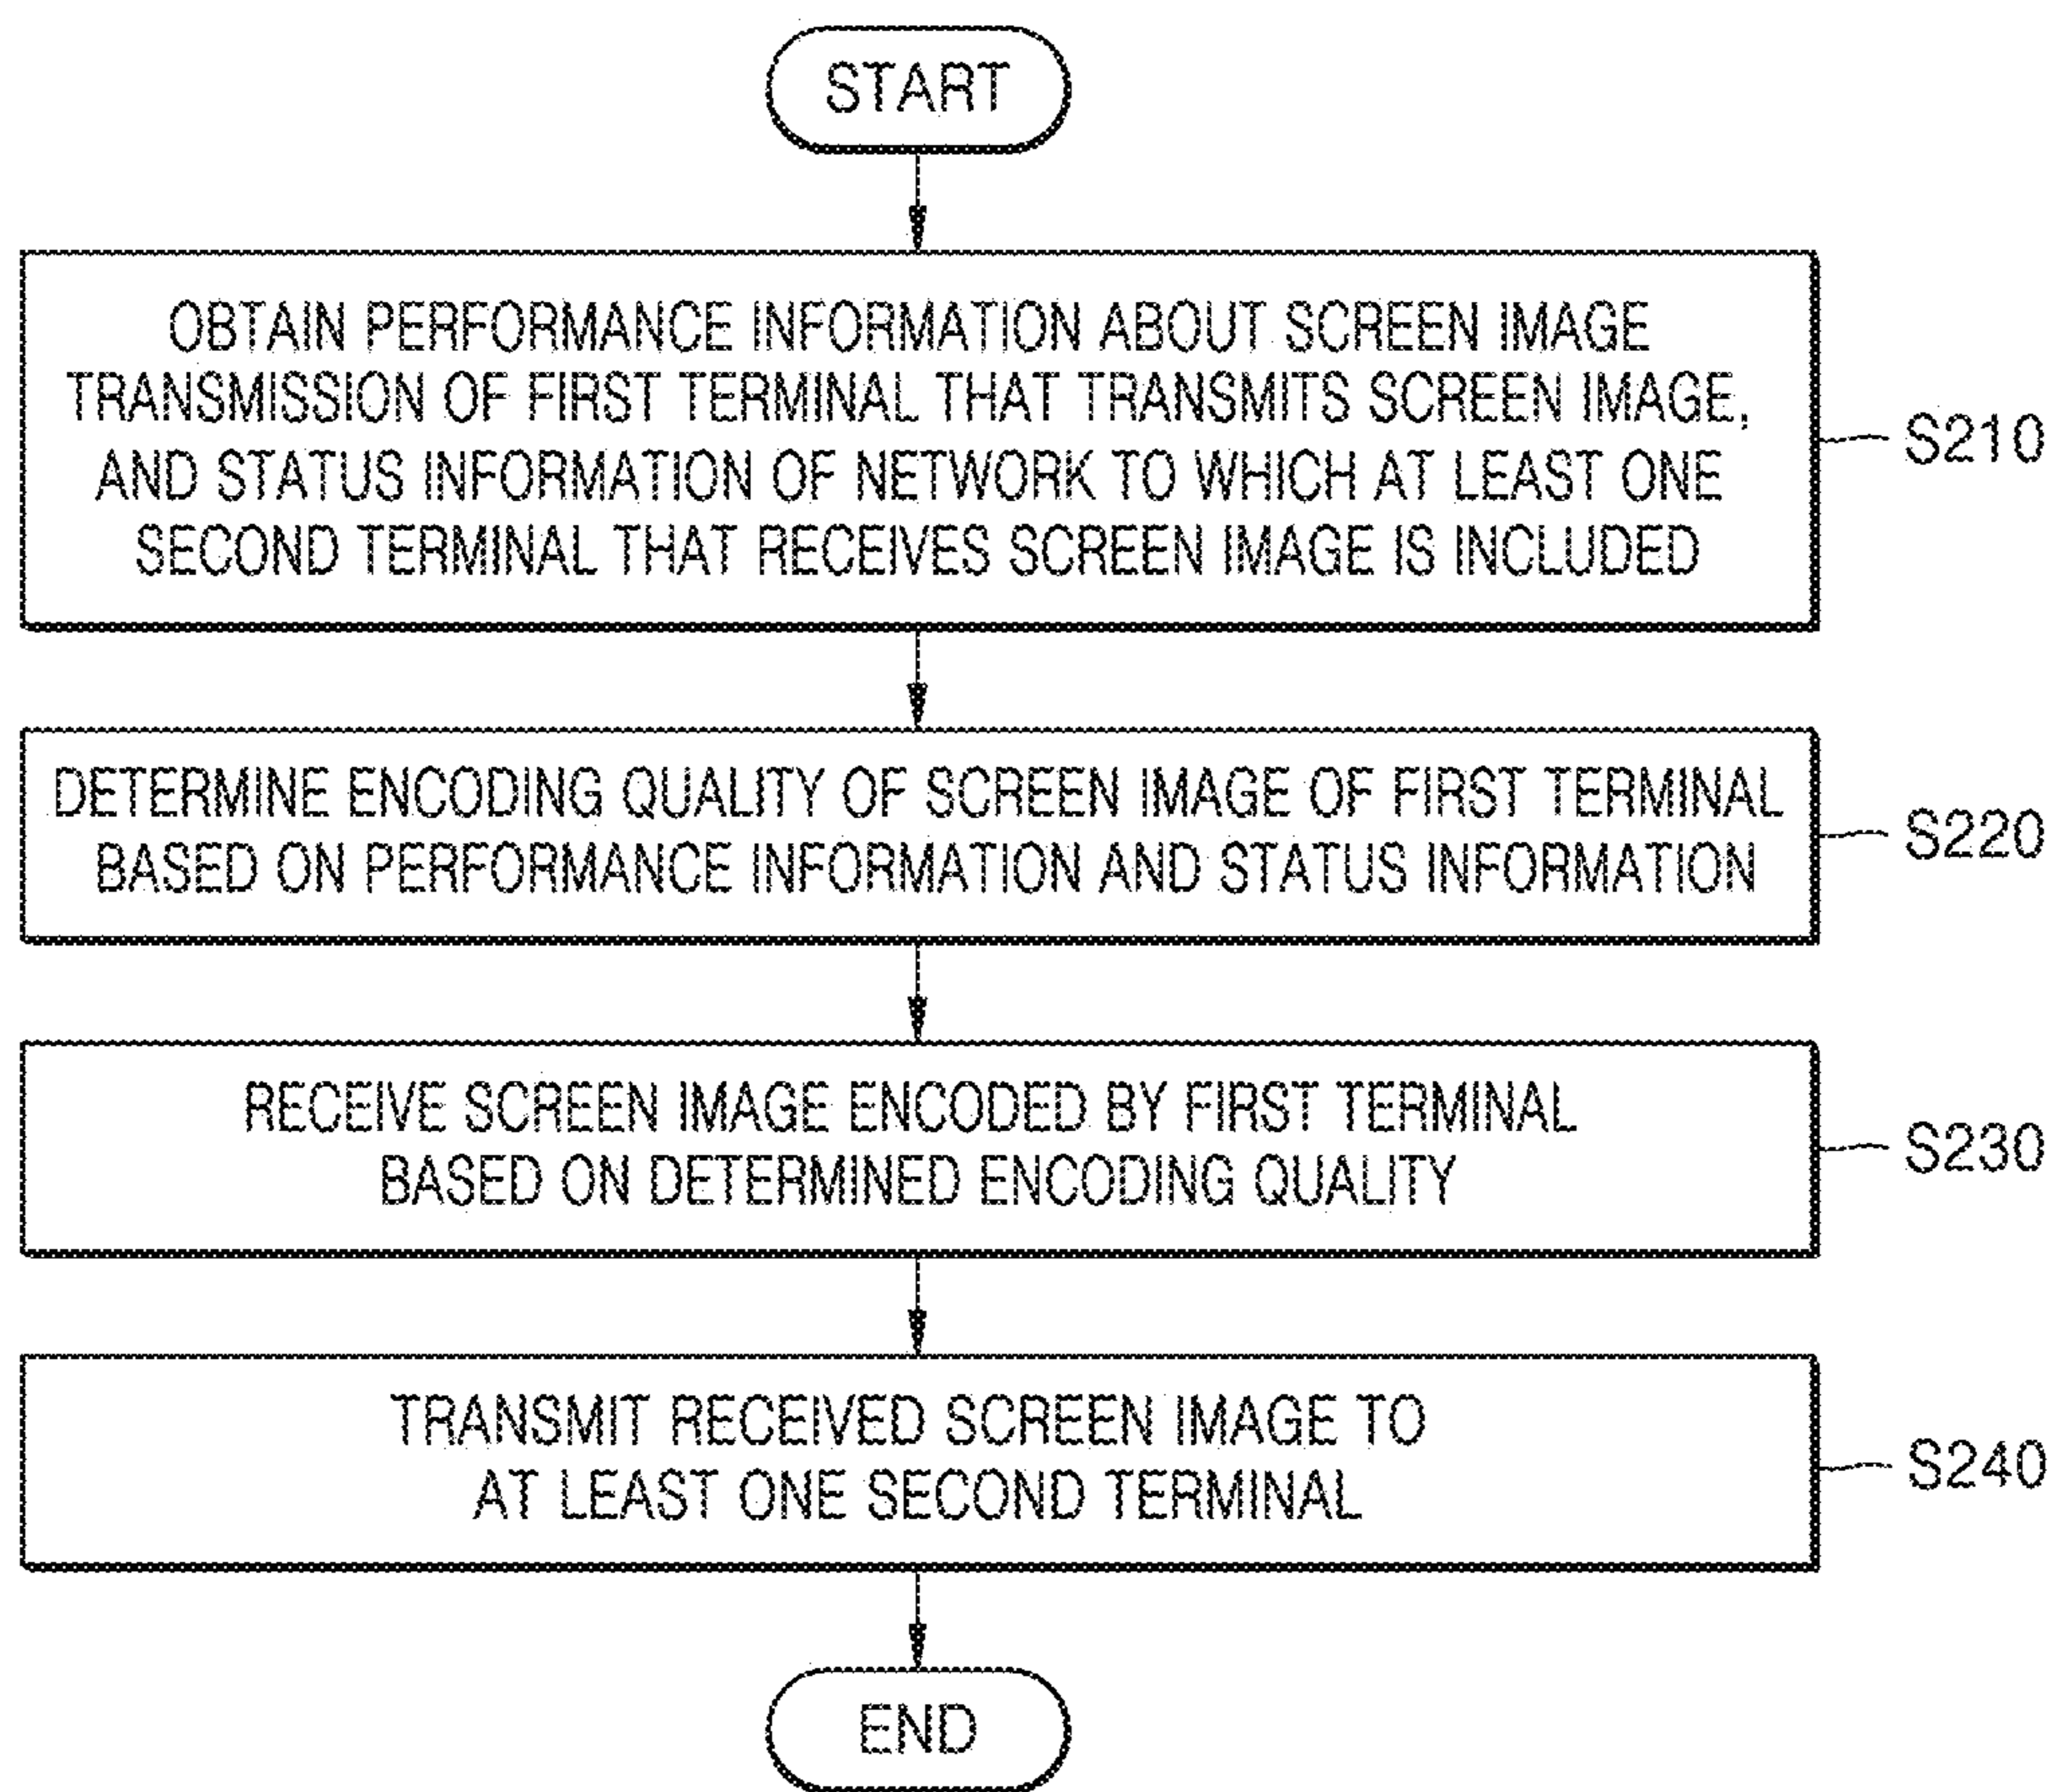 START
OBTAIN PERFORMANCE INFORMATION ABOUT SCREEN IMAGE
TRANSMISSION OF FIRST TERMINAL THAT TRANSMITS SCREEN IMAGE,
AND STATUS INFORMATION OF NETWORK TO WHICH AT LEAST ONE
SECOND TERMINAL THAT RECEIVES SCREEN IMAGE IS INCLUDED
S210
DETERMINE ENCODING QUALITY OF SCREEN IMAGE OF FIRST TERMINAL
BASED ON PERFORMANCE INFORMATION AND STATUS INFORMATION
S220
RECEIVE SCREEN IMAGE ENCODED BY FIRST TERMINAL
BASED ON DETERMINED ENCODING QUALITY
S230
TRANSMIT RECEIVED SCREEN IMAGE TO
AT LEAST ONE SECOND TERMINAL
S240
END